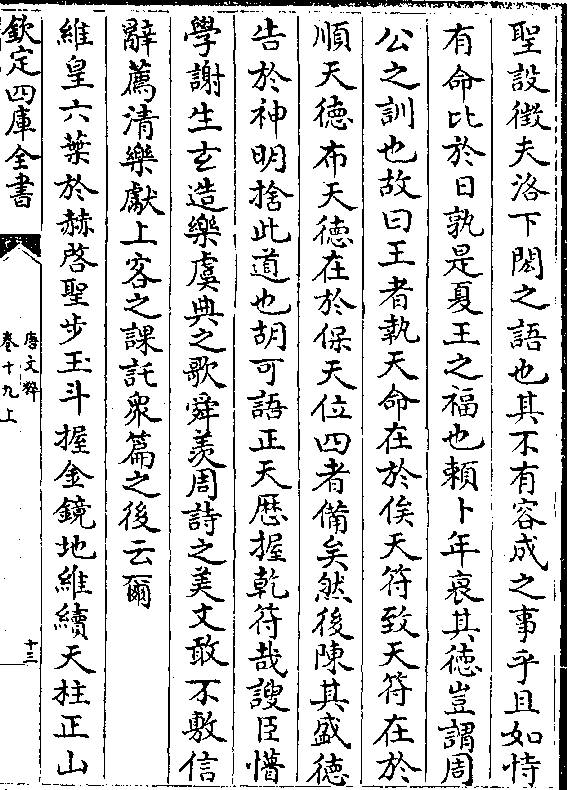 聖設徴夫洛下閎之語也其不有容成之事乎且如恃
有命比於日孰是夏王之福也賴卜年衰其德豈謂周
公之訓也故曰王者執天命在於俟天符致天符在於
順天德布天德在於保天位四者備矣然後陳其盛德
告於神明捨此道也胡可語正天厯握乾符哉謏臣懵
學謝生𤣥造樂虞典之歌舜羡周詩之美文敢不敷信
辭薦清樂獻上客之課託衆篇之後云爾
維皇六葉於赫啓聖步玉斗握金鏡地維續天柱正山
欽定四庫全書
唐文粹
卷十九上
十三